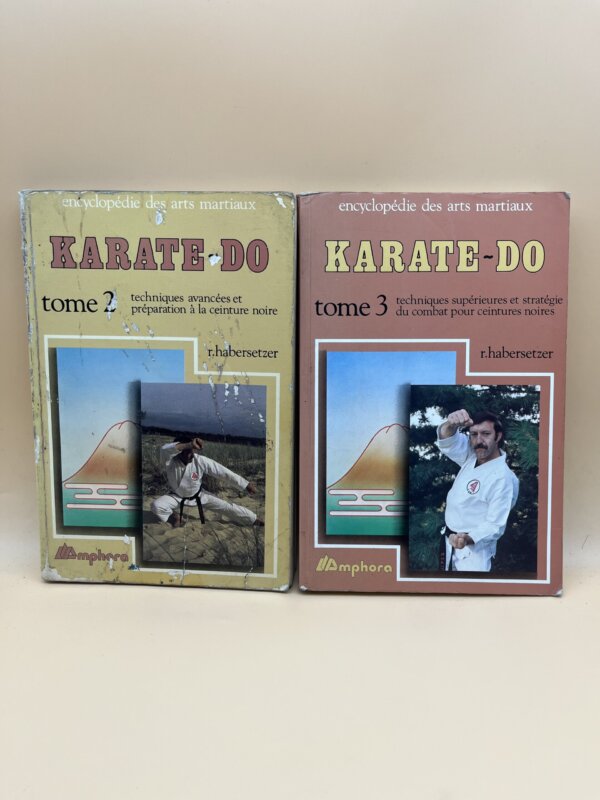 encyclopédie des arts martiaux
KARATE-DO
tome 2
techniques avancées et
préparation à la ceinture noire
r.habersetzer
Amphora
encyclopédie des arts martiaux
KARATE-DO
tome 3
techniques supérieures et stratégie
du combat pour ceintures noires
r.habersetzer
Amphora